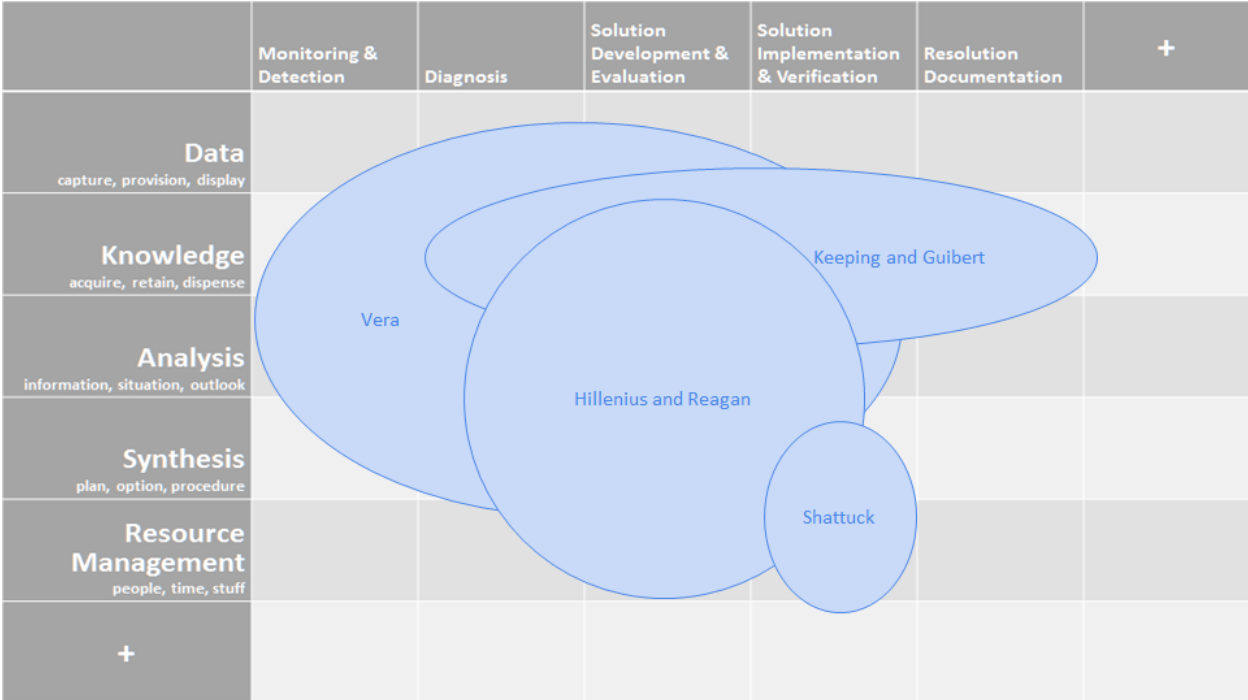 Monitoring &
Detection
Diagnosis
Solution
Development &
Evaluation
Solution
Implementation
& Verification
Resolution
Documentation
+
Data
capture, provision, display
Knowledge
acquire, retain, dispense
Keeping and Guibert
Vera
Analysis
information, situation, outlook
Hillenius and Reagan
Synthesis
plan, option, procedure
Shattuck
Resource
Management
people, time, stuff
+